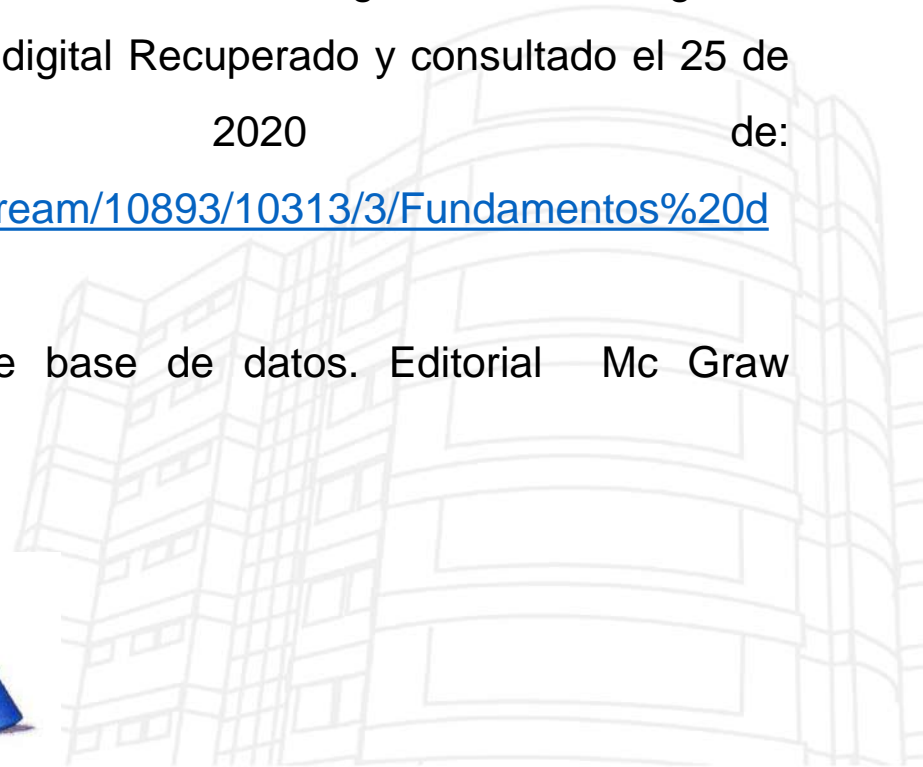 digital Recuperado y consultado el 25 de
2020 de:
ream/10893/10313/3/Fundamentos%20d
e base de datos. Editorial Mc Graw